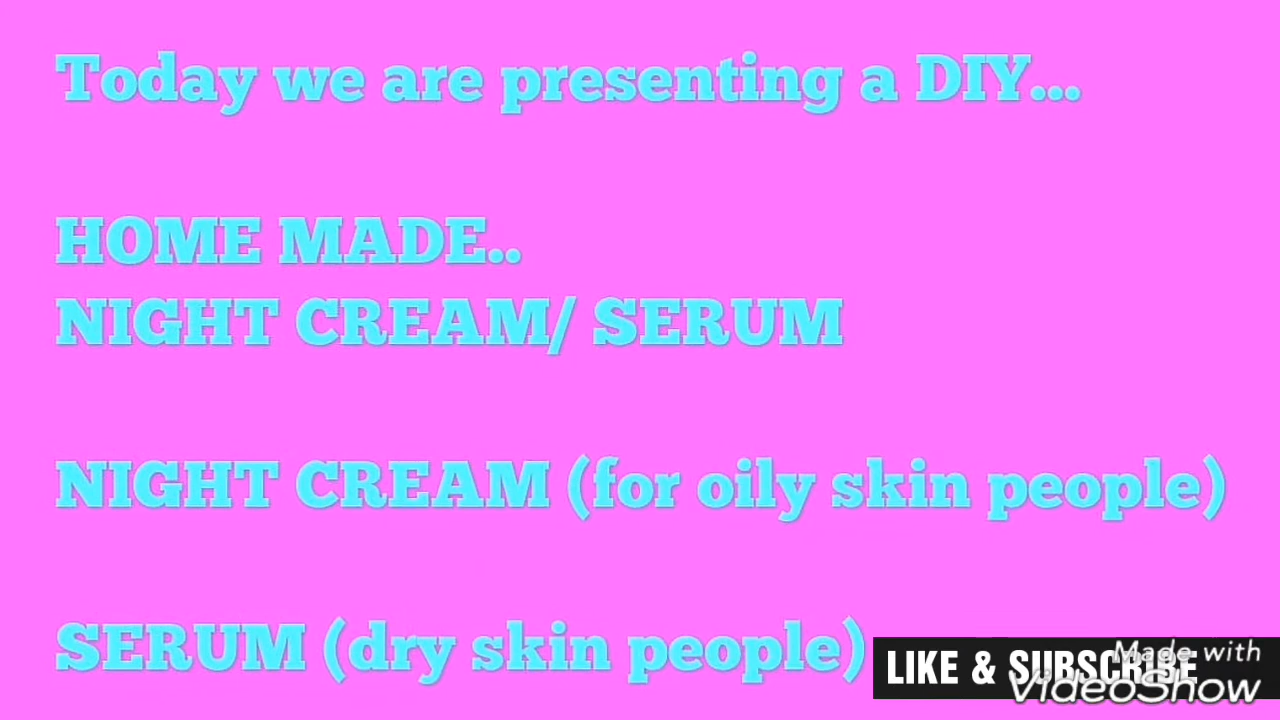 Today we are presenting a DIY...
HOME MADE..
NIGHT CREAM/ SERUM
NIGHT CREAM (for oily skin people)
SERUM (dry skin people)
LIKE & SUBSCRIBE
Made with
VideoShow